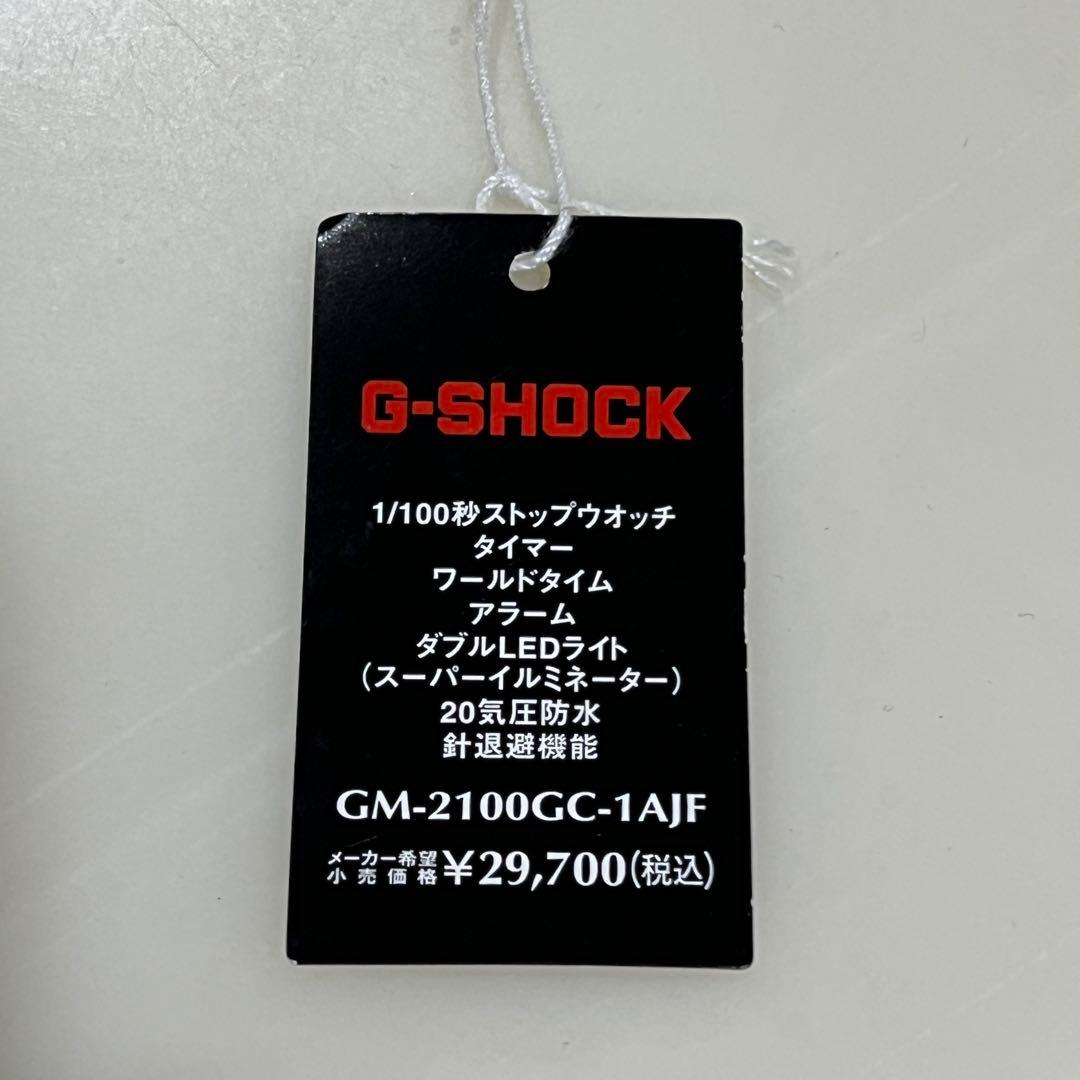 G-SHOCK
1/100秒ストップウオッチ
タイマー
ワールドタイム
アラーム
ダブルLEDライト
(スーパーイルミネーター)
20気圧防水
針退避機能
GM-2100GC-1AJF
メーカー希望小売価格 ¥29,700(税込)